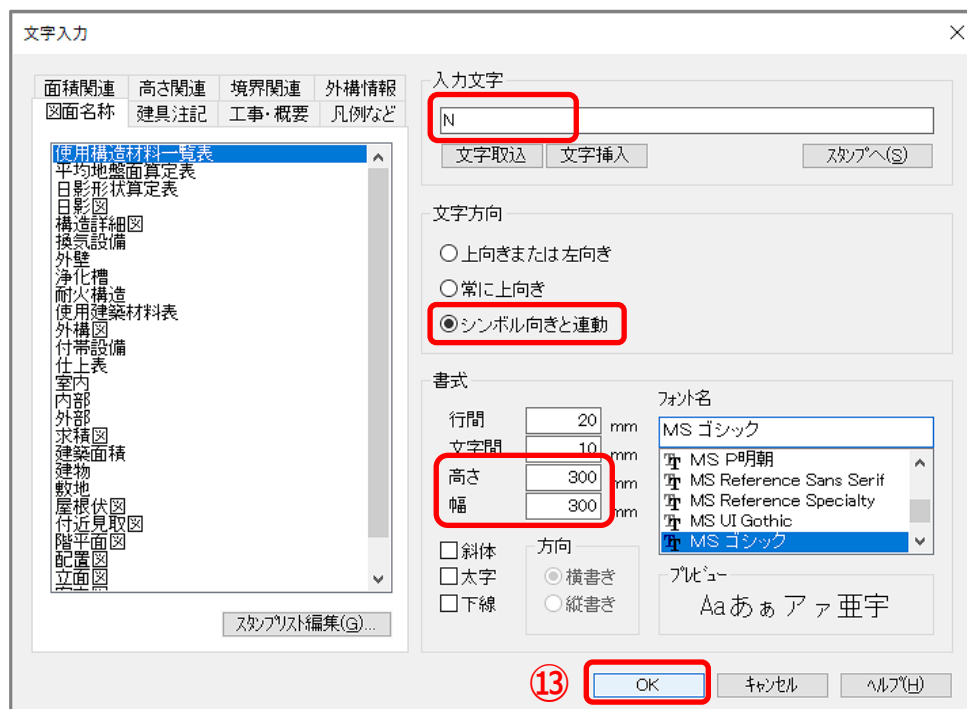 文字入力
面積関連 高さ関連 境界関連 外構情報
図面名称 建具注記 工事・概要 凡例など
使用構造材料一覧表
平均地盤面算定表
日影形状算定表
日影図
構造詳細図
換気設備
外壁
浄化槽
耐火構造
使用建築材料表
外構図
付帯設備
仕上表
室内
内部
外部
求積図
建築面積
建物
敷地
屋根伏図
付近見取図
階平面図
配置図
立面図
スタンプリスト編集(G)...
入力文字
N
文字取込 文字挿入 スタンプへ(S)
文字方向
上向きまたは左向き
常に上向き
シンボル向きと連動
書式
行間 20 mm
文字間 10 mm
高さ 300 mm
幅 300 mm
斜体
太字
下線
方向
横書き
縦書き
フォント名
MS ゴシック
MS P明朝
MS Reference Sans Serif
MS Reference Specialty
MS UI Gothic
MS ゴシック
プレビュー
Aaあぁアァ亜宇
⑬ OK キャンセル ヘルプ(H)